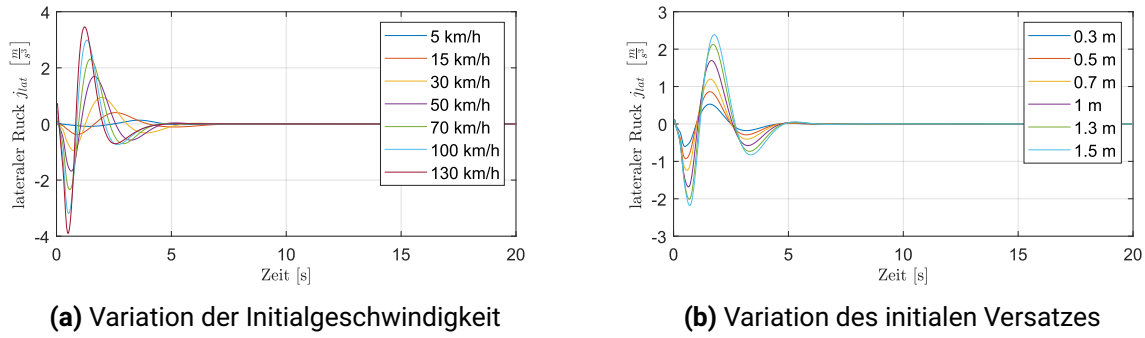 lateraler Ruck j_lat [m/s³]
4
2
0
-2
-4
0
5
10
15
20
Zeit [s]
5 km/h
15 km/h
30 km/h
50 km/h
70 km/h
100 km/h
130 km/h
(a) Variation der Initialgeschwindigkeit
lateraler Ruck j_lat [m/s³]
3
2
1
0
-1
-2
-3
0
5
10
15
20
Zeit [s]
0.3 m
0.5 m
0.7 m
1 m
1.3 m
1.5 m
(b) Variation des initialen Versatzes